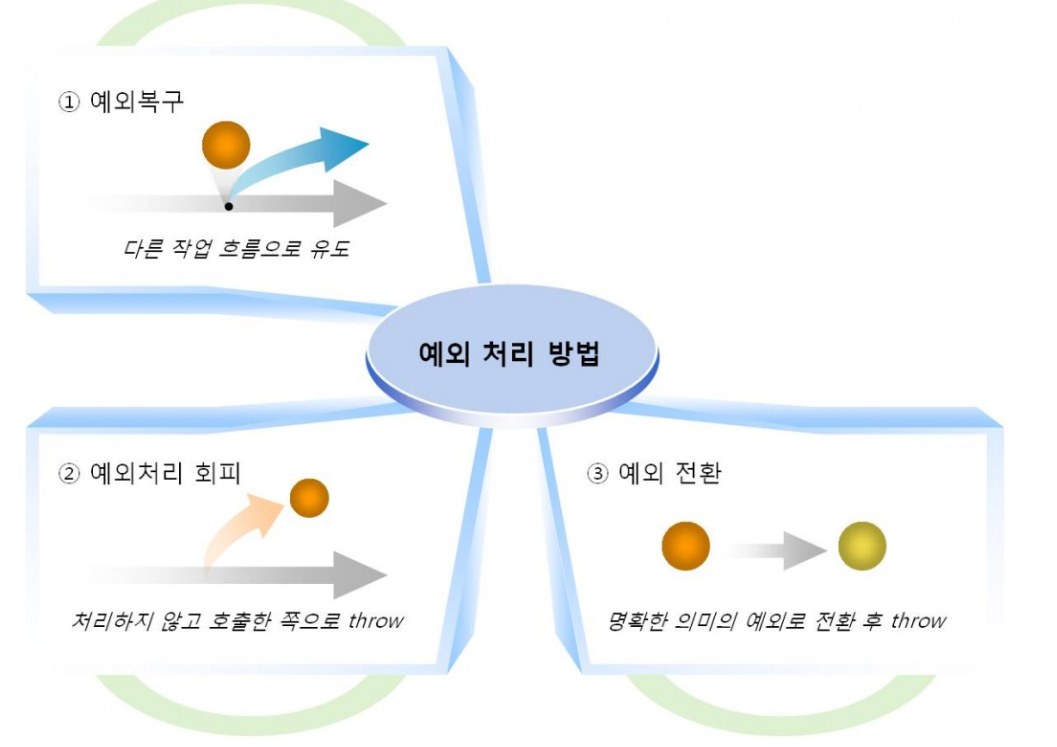 ① 예외복구
다른 작업 흐름으로 유도
예외 처리 방법
② 예외처리 회피
처리하지 않고 호출한 쪽으로 throw
③ 예외 전환
명확한 의미의 예외로 전환 후 throw